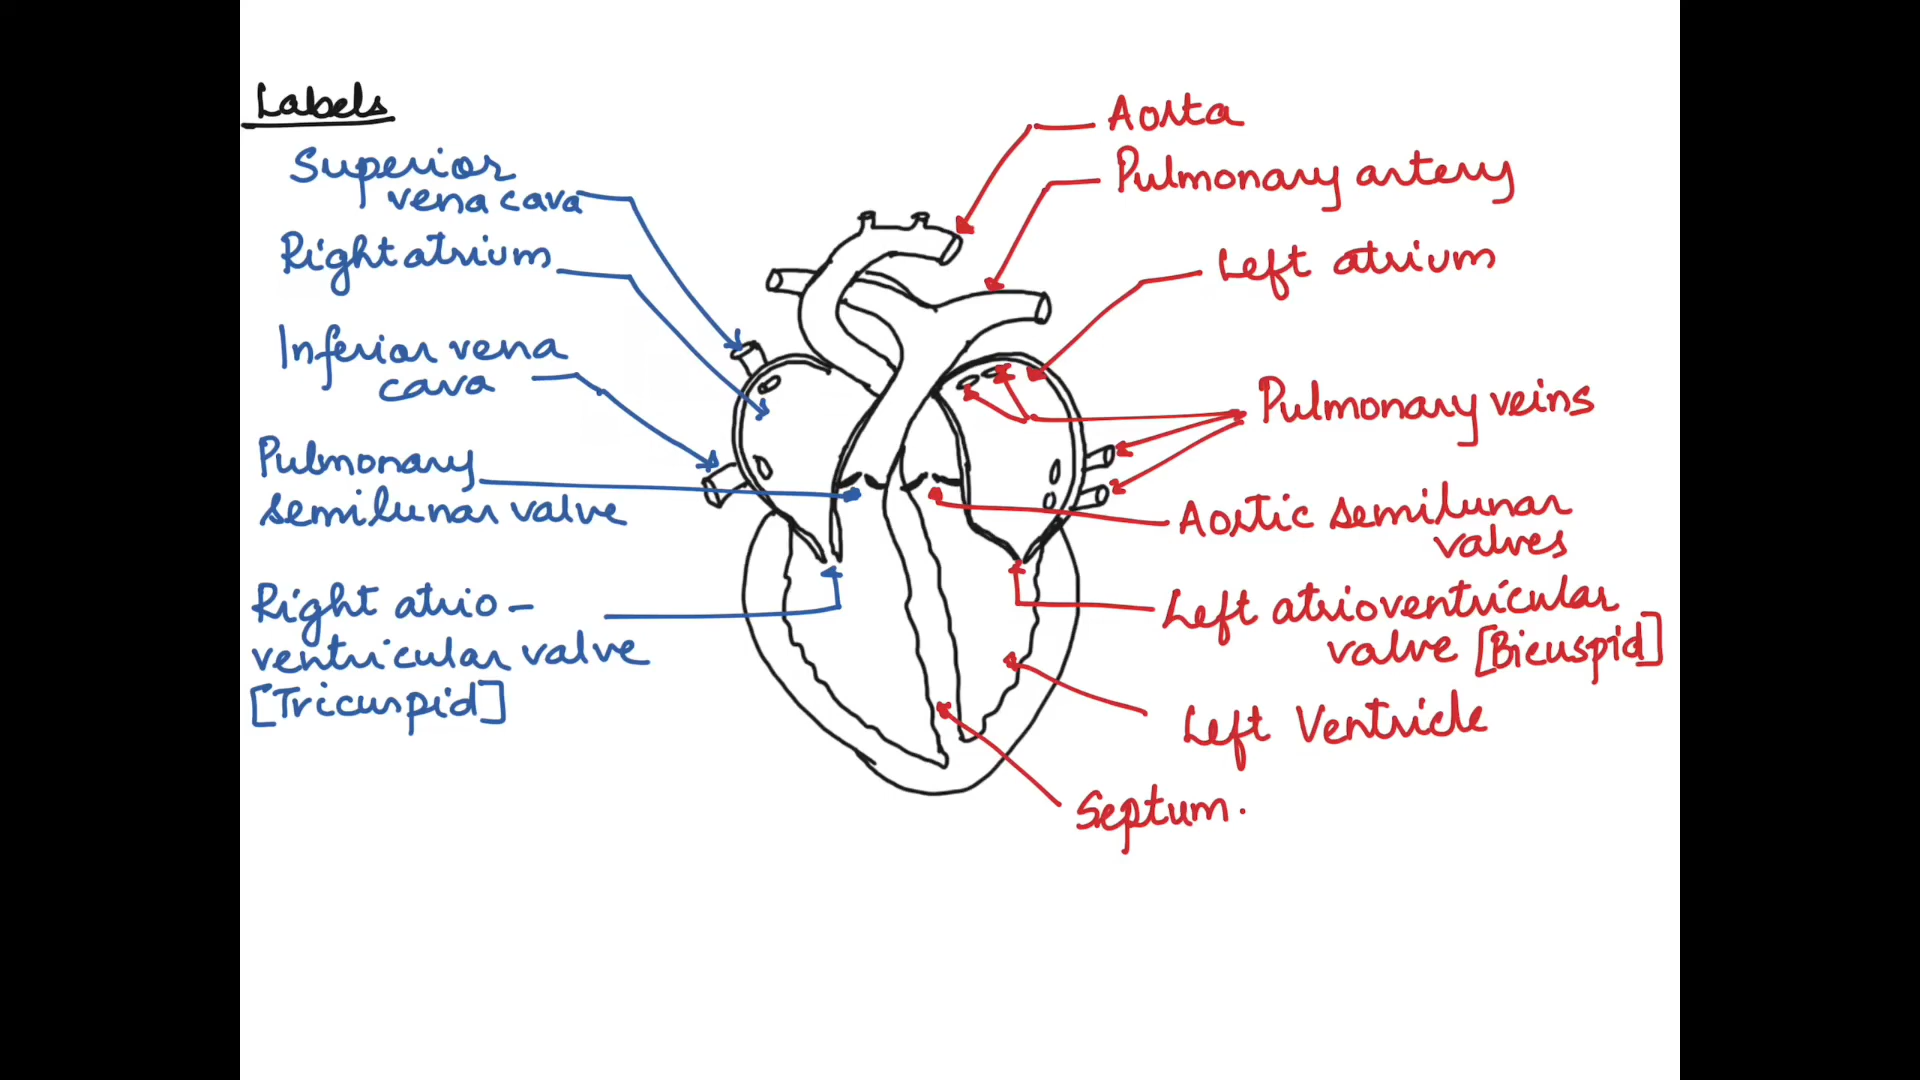 Labels
Superior
vena cava
Right atrium
Inferior vena
cava
Pulmonary
semilunar valve
Right atrio-
ventricular valve
[Tricuspid]
Aorta
Pulmonary artery
Left atrium
Pulmonary veins
Aortic semilunar
valves
Left atrioventricular
valve [Bicuspid]
Left Ventricle
Septum.